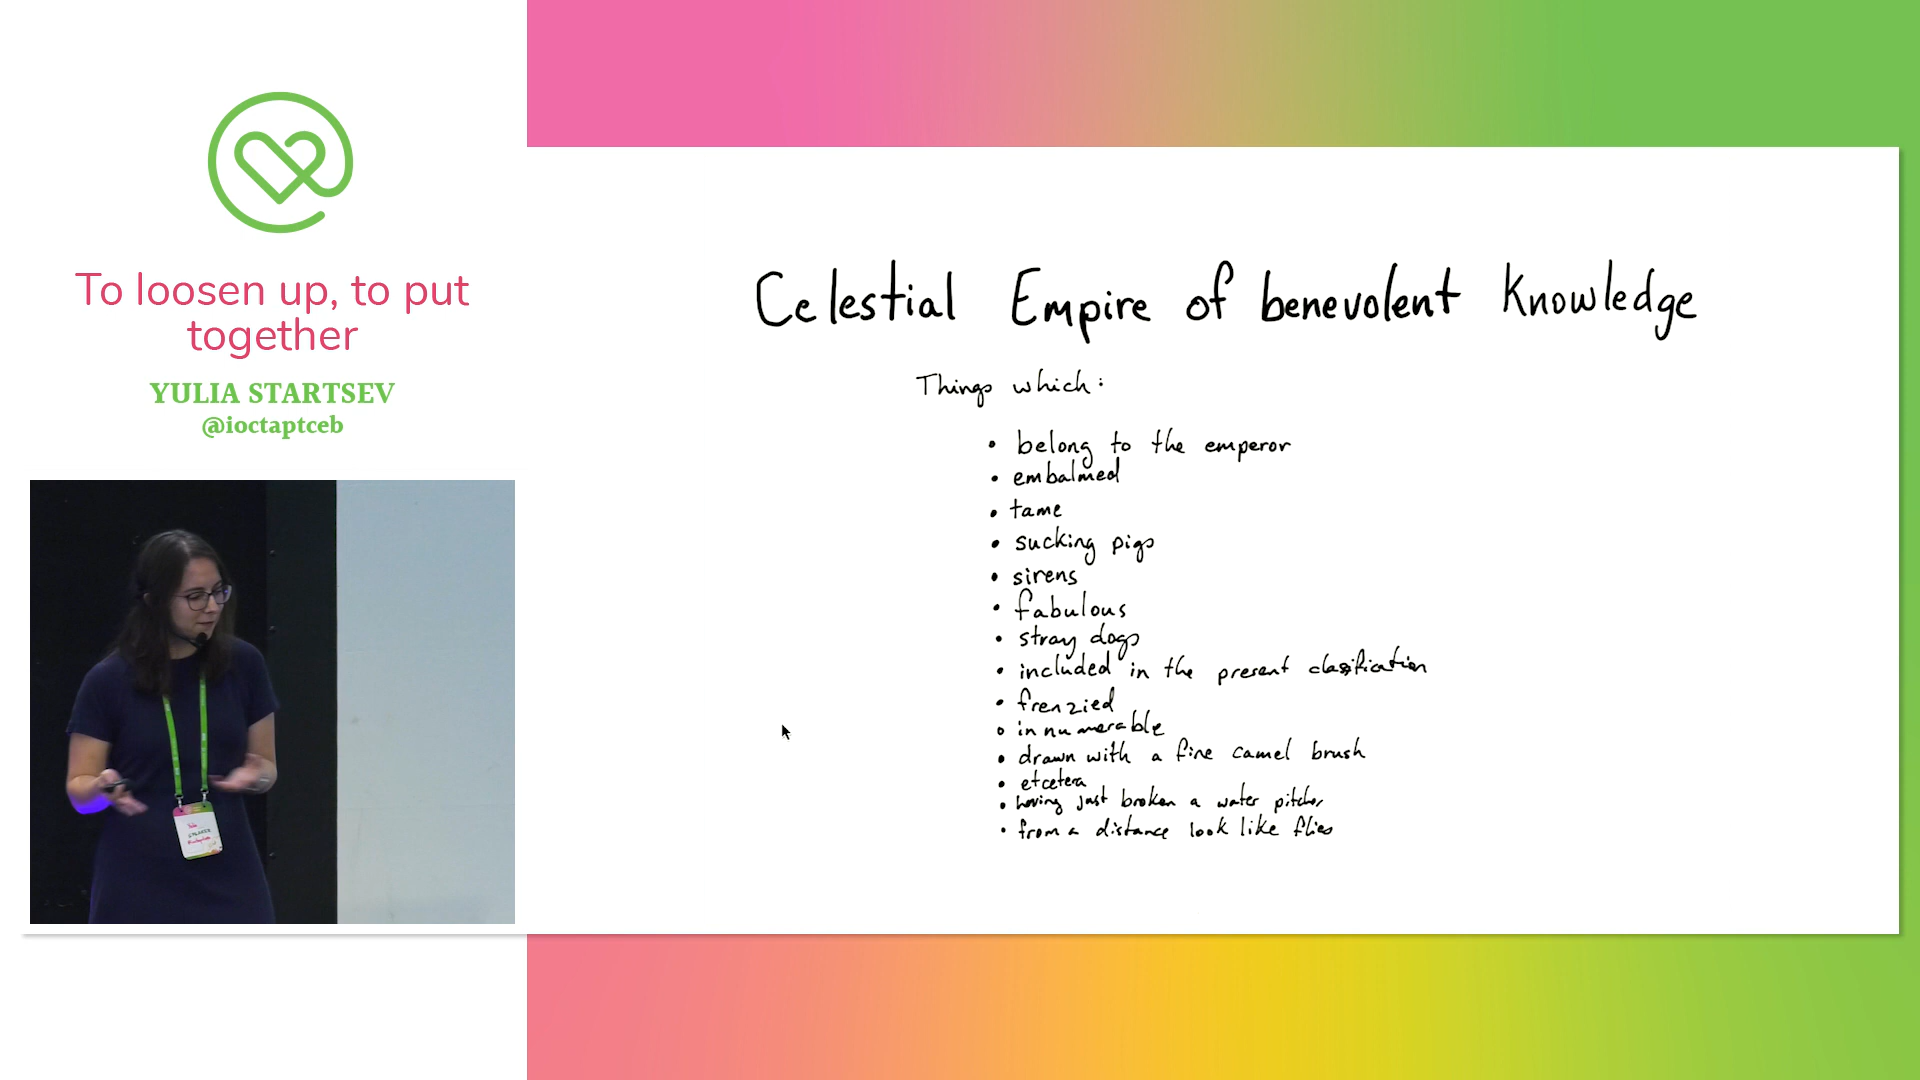 To loosen up, to put
together
YULIA STARTSEV
@ioctaptceb
Celestial Empire of benevolent Knowledge
Things which:
• belong to the emperor
• embalmed
• tame
• sucking pigs
• sirens
• fabulous
• stray dogs
• included in the present clasification
• frenzied
• innumerable
• drawn with a fine camel brush
• etcetera
• having just broken a water pitcher
• from a distance look like flies
SPEAKER